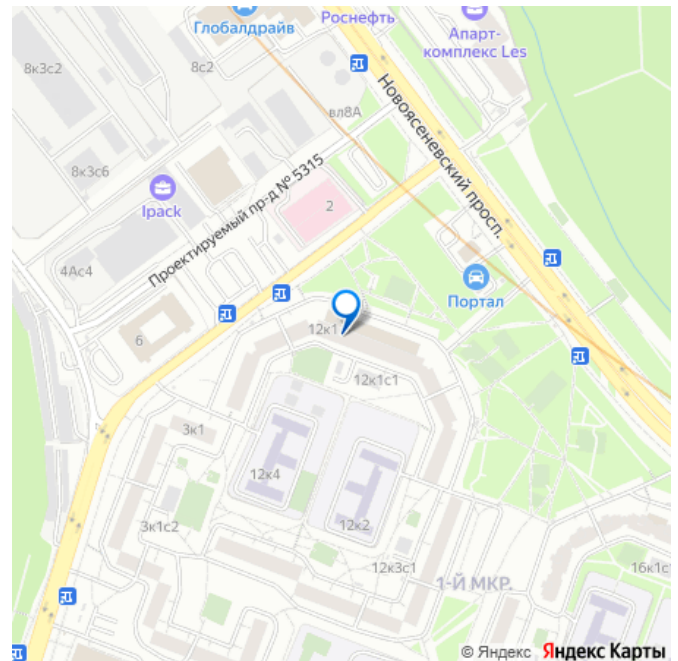 Глобалдрайв
Роснефть
Апарт-
комплекс Les
8к3с2
8с2
вл8А
Новоясеневский просп.
8к3с6
Ipack
Проектируемый пр-д № 5315
2
4Ас4
Портал
6
12к1
12к1с1
3к1
12к4
3к1с2
12к2
12к3с1
1-Й МКР.
16к1с1
© Яндекс Яндекс Карты